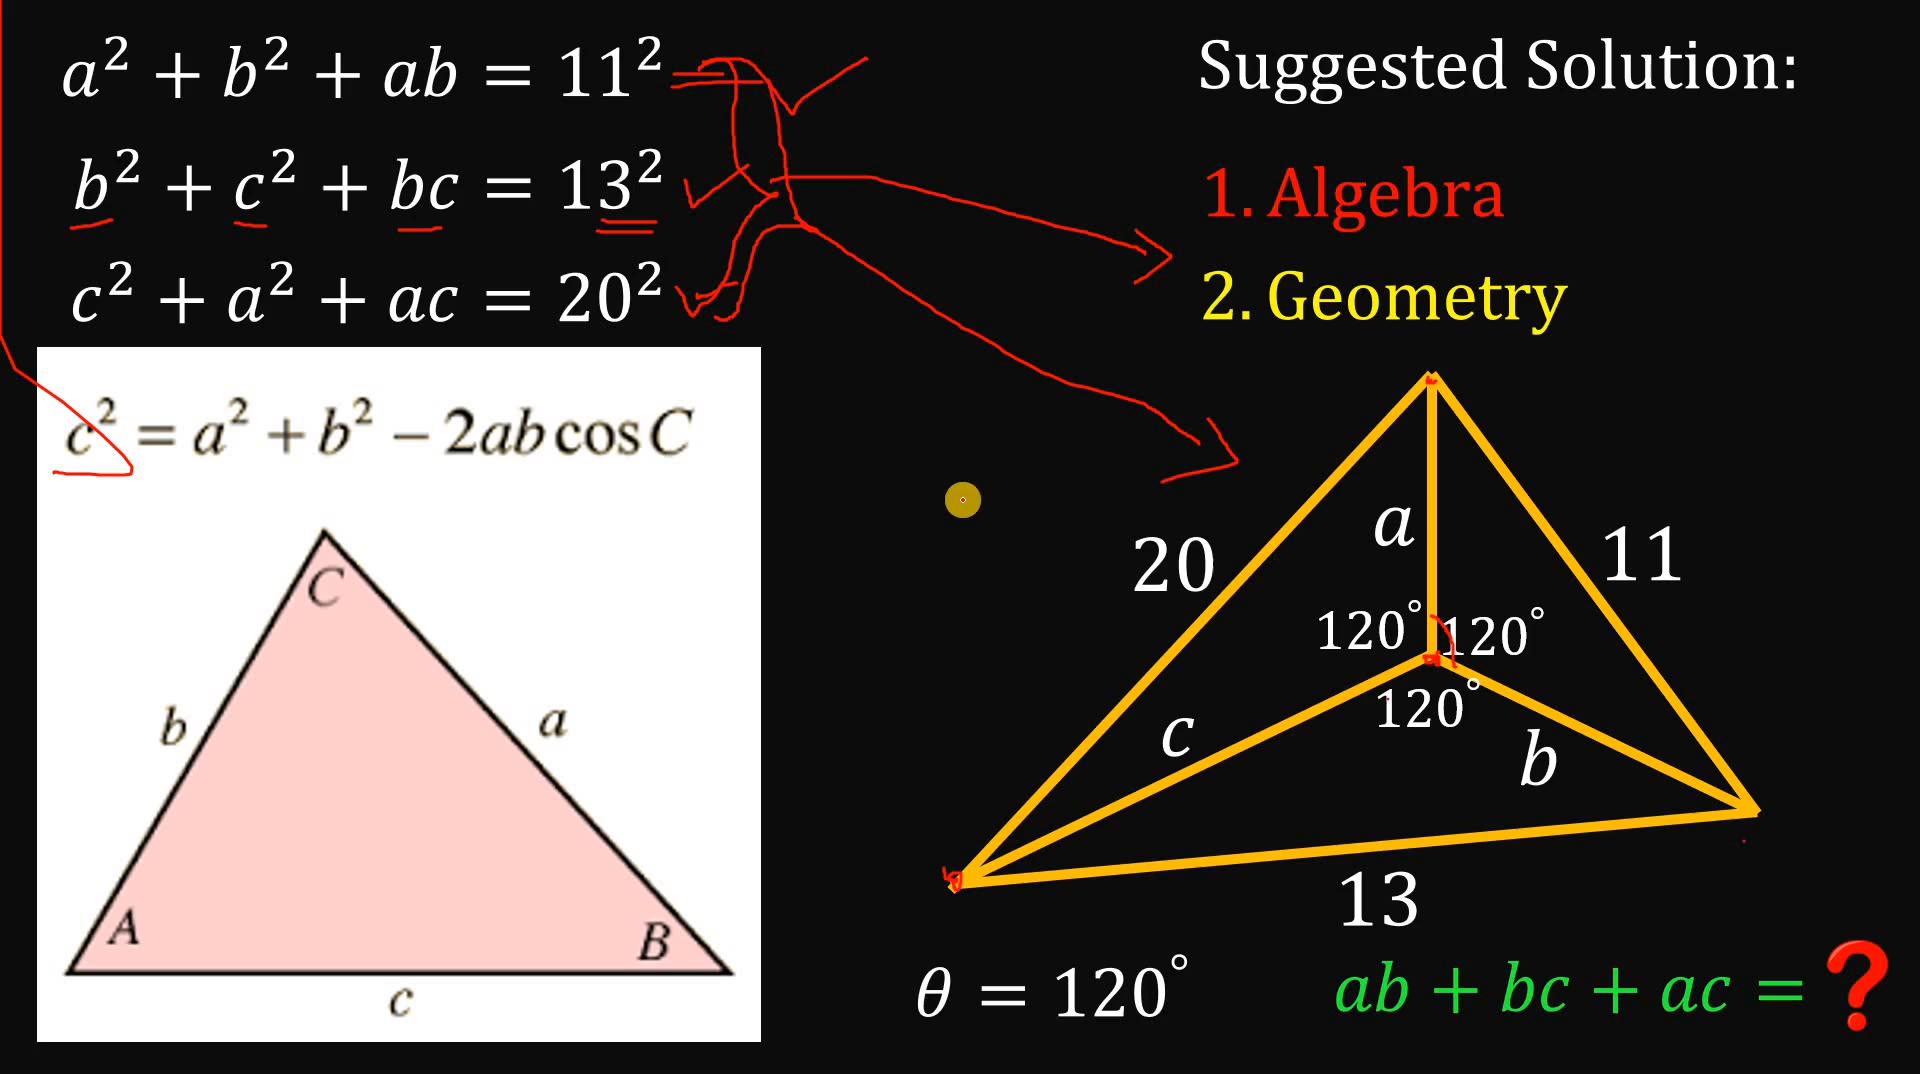 a² + b² + ab = 11²
b² + c² + bc = 13²
c² + a² + ac = 20²
Suggested Solution:
1. Algebra
2. Geometry
c² = a² + b² − 2ab cos C
C
b
a
A
B
c
20
a
11
120°
120°
120°
c
b
13
θ = 120°
ab + bc + ac = ?